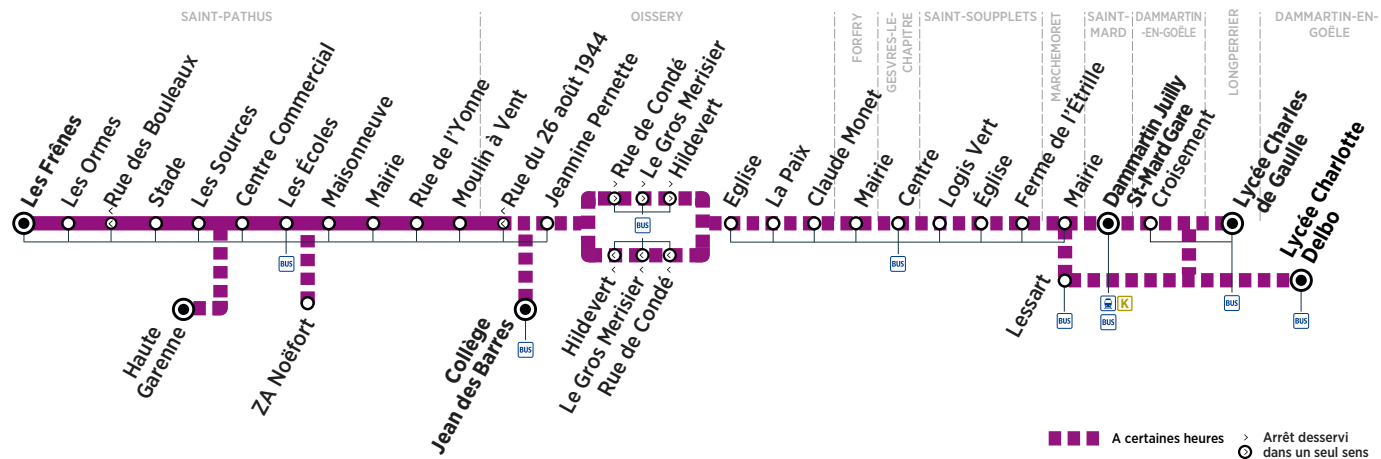 SAINT-PATHUS
OISSERY
FORFRY
GESVRES-LE-
CHAPITRE
SAINT-SOUPPLETS
MARCHEMORET
SAINT-
MARD
DAMMARTIN
-EN-GOËLE
LONGPERRIER
DAMMARTIN-EN-
GOËLE
Les Frênes
Les Ormes
Rue des Bouleaux
Stade
Les Sources
Centre Commercial
Les Écoles
Maisonneuve
Mairie
Rue de l'Yonne
Moulin à Vent
Rue du 26 août 1944
Jeannine Pernette
Rue de Condé
Le Gros Merisier
Hildevert
Eglise
La Paix
Claude Monet
Mairie
Centre
Logis Vert
Église
Ferme de l'Étrille
Mairie
Dammartin Juilly
St-Mard Gare
Croisement
Lycée Charles
de Gaulle
Lycée Charlotte
Delbo
BUS
BUS
BUS
Haute
Garenne
ZA Noëfort
Collège
Jean des Barres
BUS
Hildevert
Le Gros Merisier
Rue de Condé
Lessart
BUS
K
BUS
BUS
BUS
A certaines heures
Arrêt desservi
dans un seul sens